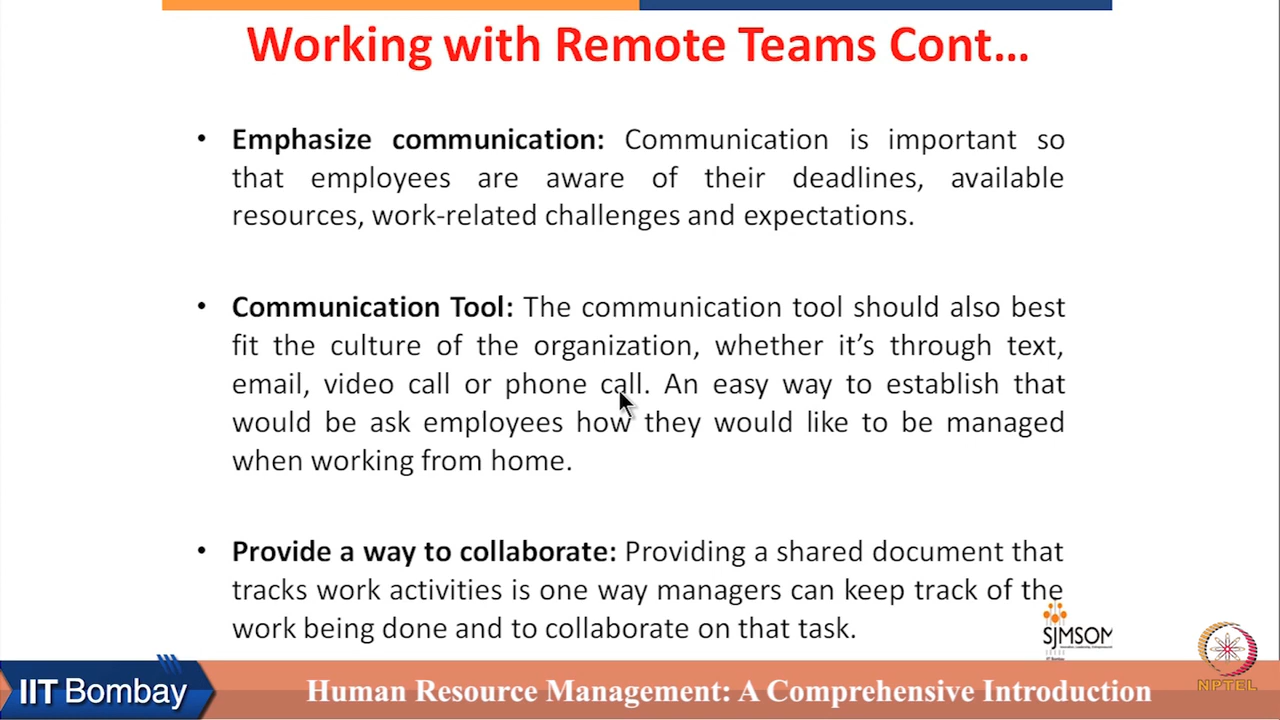 Working with Remote Teams Cont...
• Emphasize communication: Communication is important so
that employees are aware of their deadlines, available
resources, work-related challenges and expectations.
• Communication Tool: The communication tool should also best
fit the culture of the organization, whether it’s through text,
email, video call or phone call. An easy way to establish that
would be ask employees how they would like to be managed
when working from home.
• Provide a way to collaborate: Providing a shared document that
tracks work activities is one way managers can keep track of the
work being done and to collaborate on that task.
SJMSOM
IIT Bombay
Human Resource Management: A Comprehensive Introduction
NPTEL